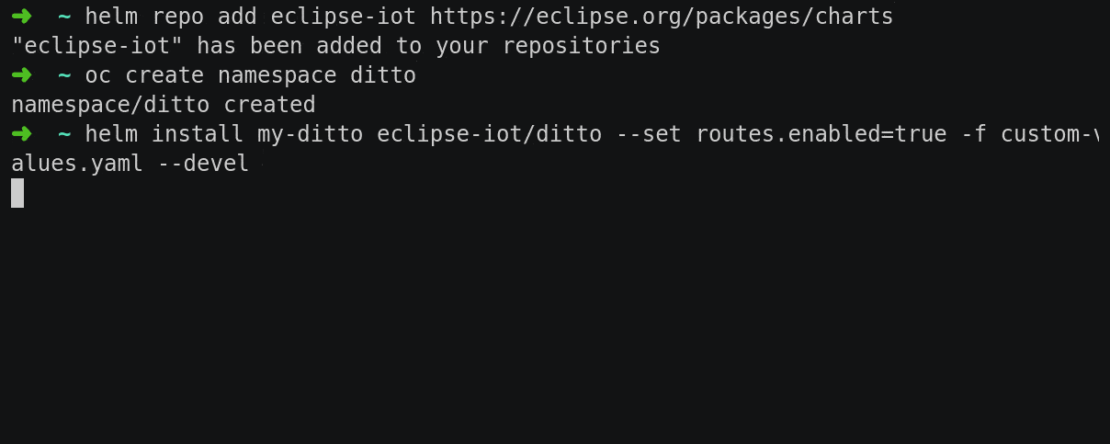 ➜ ~ helm repo add eclipse-iot https://eclipse.org/packages/charts
"eclipse-iot" has been added to your repositories
➜ ~ oc create namespace ditto
namespace/ditto created
➜ ~ helm install my-ditto eclipse-iot/ditto --set routes.enabled=true -f custom-v
alues.yaml --devel